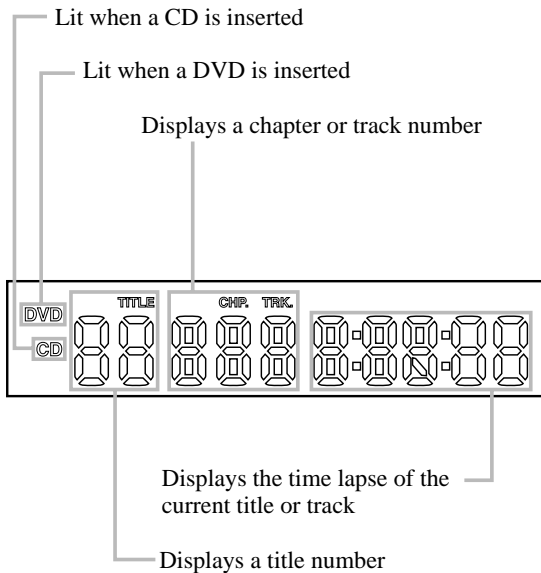 Lit when a CD is inserted
Lit when a DVD is inserted
Displays a chapter or track number
TITLE CHP. TRK.
DVD
CD
Displays the time lapse of the
current title or track
Displays a title number